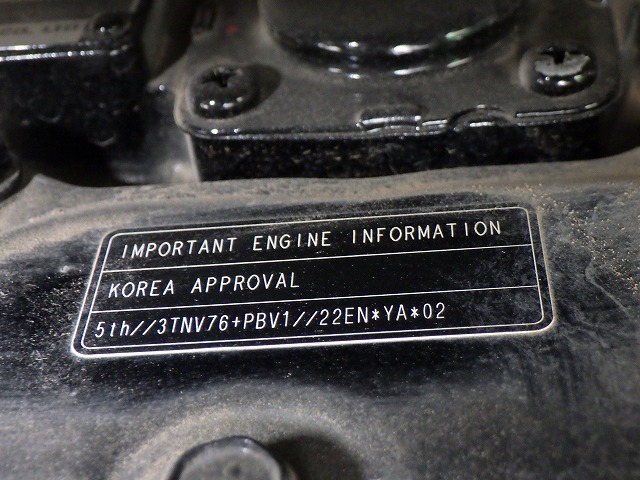 IMPORTANT ENGINE INFORMATION
KOREA APPROVAL
5th//3TNV76+PBV1//22EN*YA*02